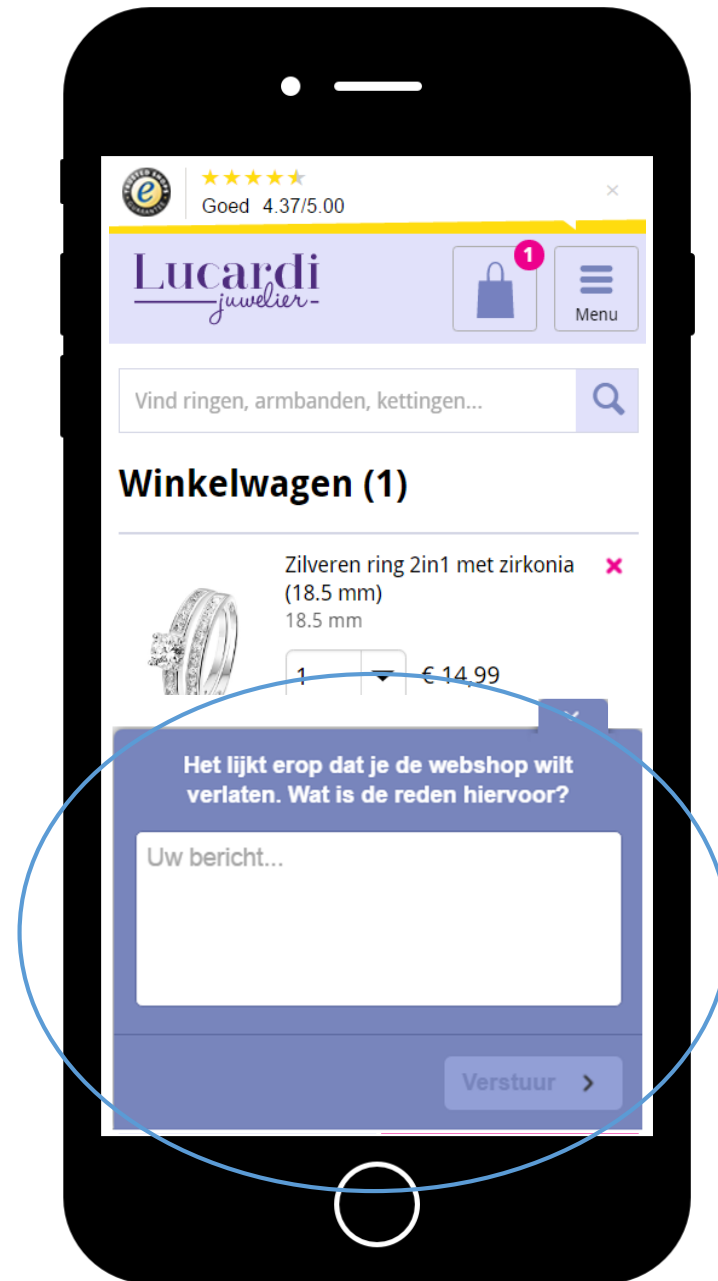 Goed 4.37/5.00
Lucardi
juwelier
1
Menu
Vind ringen, armbanden, kettingen...
Winkelwagen (1)
Zilveren ring 2in1 met zirkonia
(18.5 mm)
18.5 mm
1 € 14,99
Het lijkt erop dat je de webshop wilt
verlaten. Wat is de reden hiervoor?
Uw bericht...
Verstuur